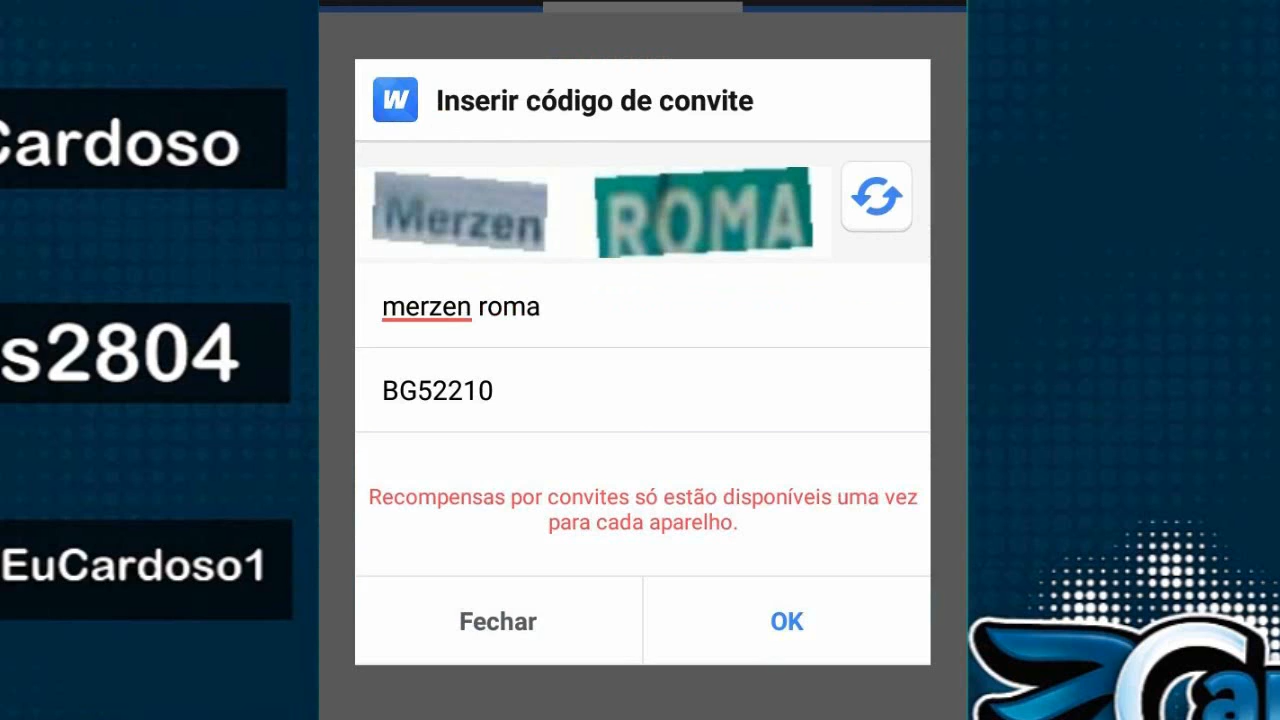 Cardoso
s2804
EuCardoso1
W Inserir código de convite
Merzen ROMA
merzen roma
BG52210
Recompensas por convites só estão disponíveis uma vez
para cada aparelho.
Fechar OK
Ca